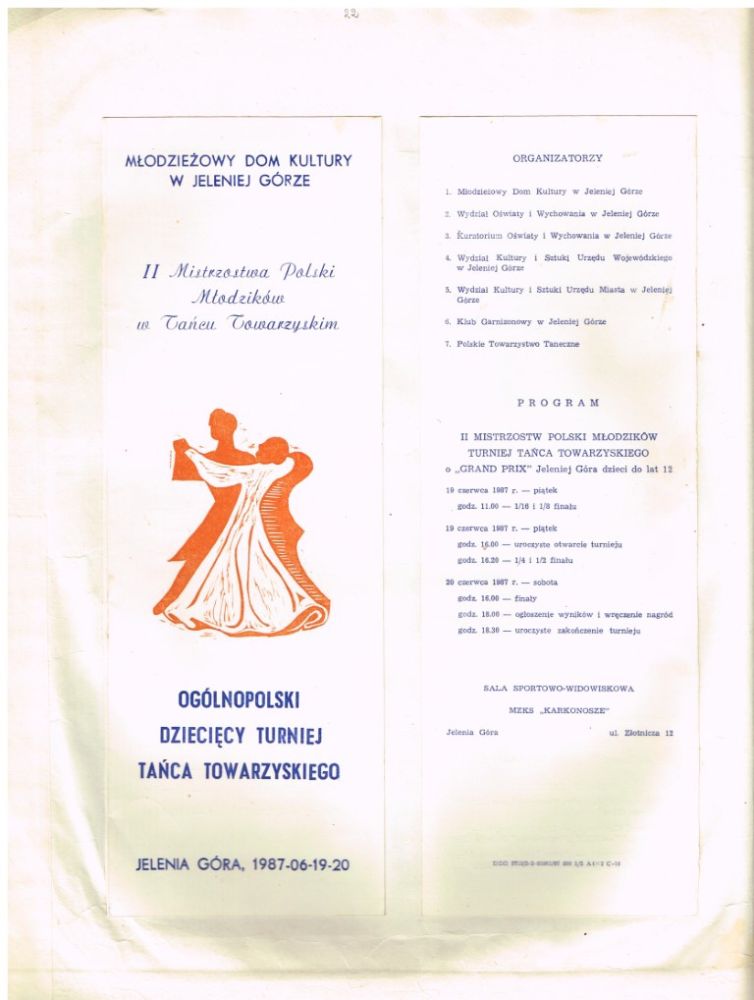 22
MŁODZIEŻOWY DOM KULTURY
W JELENIEJ GÓRZE
II Mistrzostwa Polski
Młodzików
w Tańcu Towarzyskim
OGÓLNOPOLSKI
DZIECIĘCY TURNIEJ
TAŃCA TOWARZYSKIEGO
JELENIA GÓRA, 1987-06-19-20
ORGANIZATORZY
1. Młodzieżowy Dom Kultury w Jeleniej Górze
2. Wydział Oświaty i Wychowania w Jeleniej Górze
3. Kuratorium Oświaty i Wychowania w Jeleniej Górze
4. Wydział Kultury i Sztuki Urzędu Wojewódzkiego
w Jeleniej Górze
5. Wydział Kultury i Sztuki Urzędu Miasta w Jeleniej
Górze
6. Klub Garnizonowy w Jeleniej Górze
7. Polskie Towarzystwo Taneczne
PROGRAM
II MISTRZOSTW POLSKI MŁODZIKÓW
TURNIEJ TAŃCA TOWARZYSKIEGO
o „GRAND PRIX" Jeleniej Góra dzieci do lat 12
19 czerwca 1987 r. — piątek
godz. 11.00 — 1/16 i 1/8 finału
19 czerwca 1987 r. — piątek
godz. 16.00 — uroczyste otwarcie turnieju
godz. 16.20 — 1/4 i 1/2 finału
20 czerwca 1987 r. — sobota
godz. 16.00 — finały
godz. 18.00 — ogłoszenie wyników i wręczenie nagród
godz. 18.30 — uroczyste zakończenie turnieju
SALA SPORTOWO-WIDOWISKOWA
MZKS „KARKONOSZE"
Jelenia Góra ul. Złotnicza 12